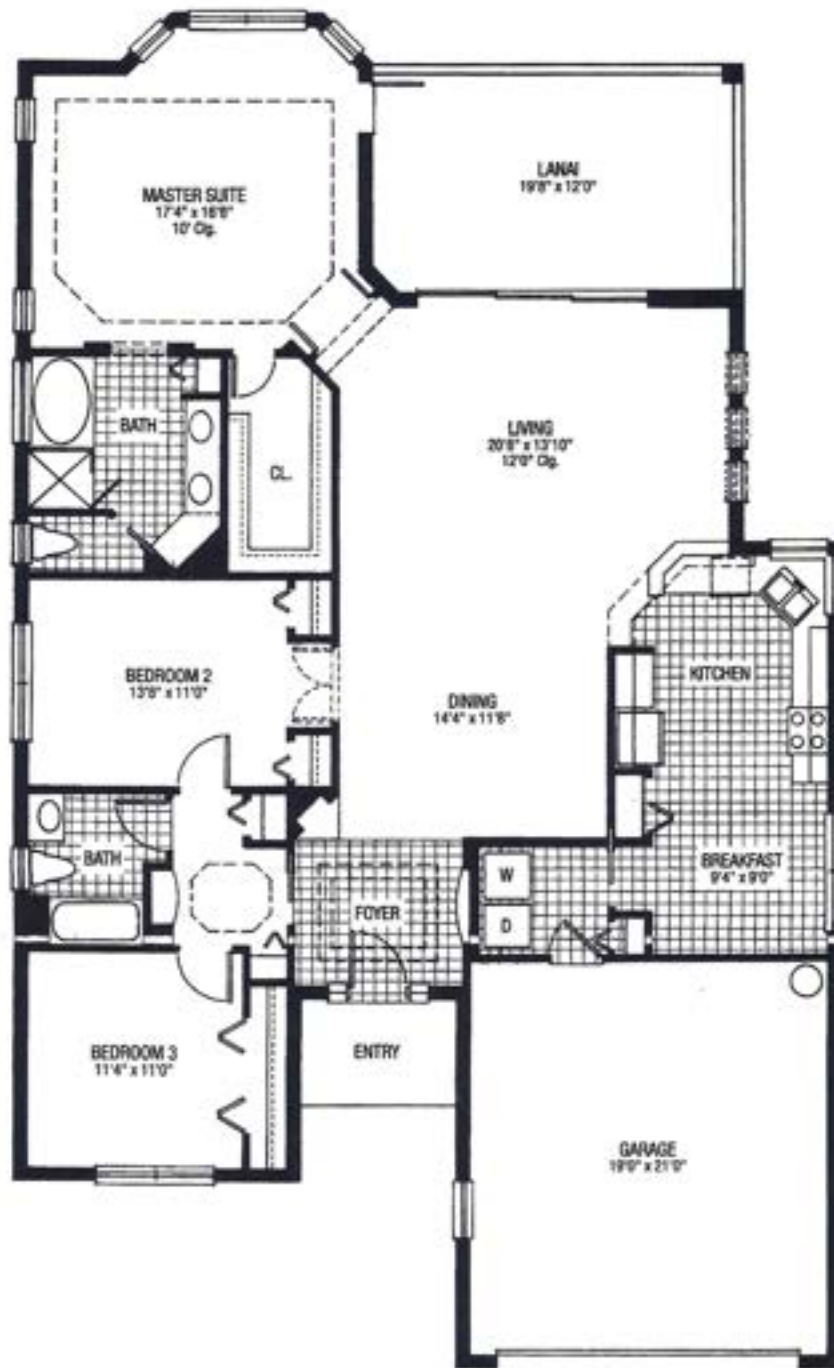 MASTER SUITE
17'4" x 16'8"
10' Clg.
LANAI
19'8" x 12'0"
BATH
CL.
LIVING
20'8" x 13'10"
12'0" Clg.
BEDROOM 2
13'8" x 11'0"
KITCHEN
DINING
14'4" x 11'8"
BATH
FOYER
W
D
BREAKFAST
9'4" x 9'0"
BEDROOM 3
11'4" x 11'0"
ENTRY
GARAGE
19'0" x 21'0"